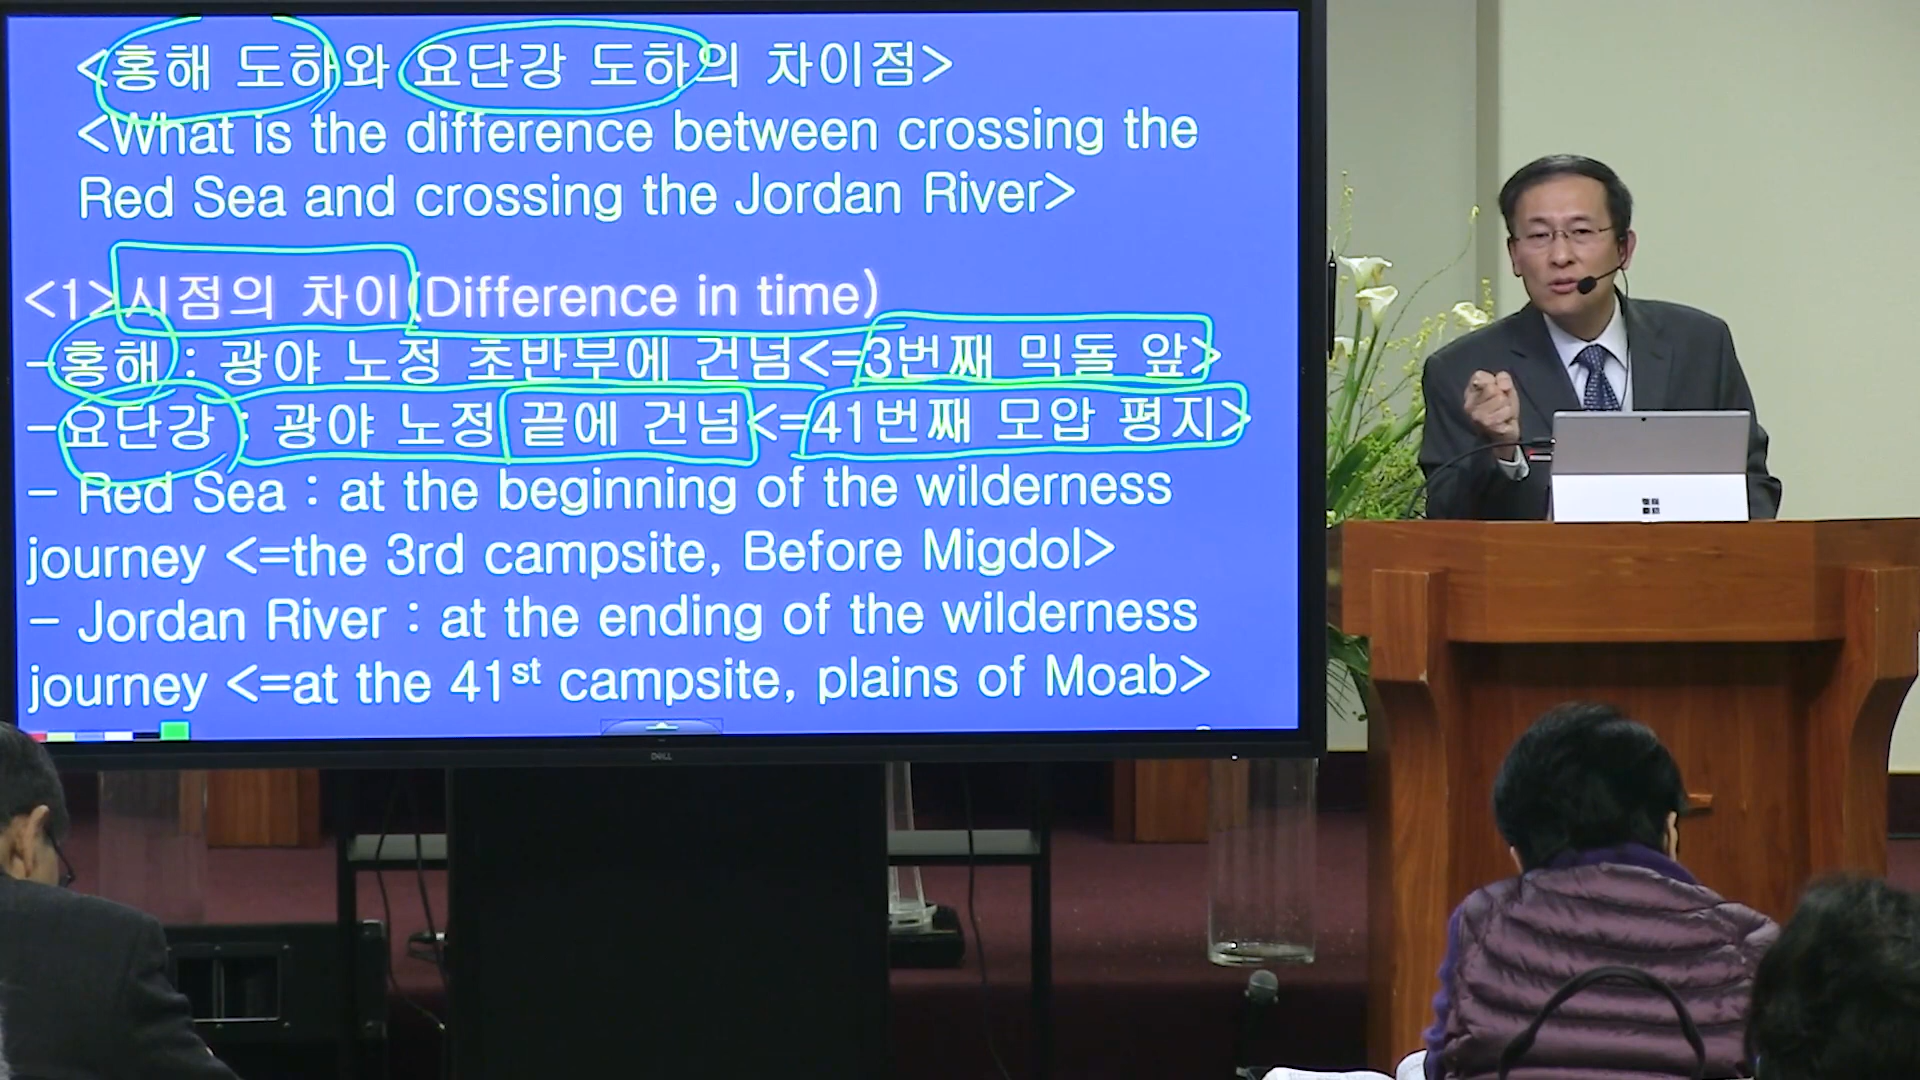 <홍해 도하와 요단강 도하의 차이점>
<What is the difference between crossing the
Red Sea and crossing the Jordan River>
<1>시점의 차이(Difference in time)
-홍해 : 광야 노정 초반부에 건넘<=3번째 믹돌 앞>
-요단강 : 광야 노정 끝에 건넘<=41번째 모압 평지>
- Red Sea : at the beginning of the wilderness
journey <=the 3rd campsite, Before Migdol>
- Jordan River : at the ending of the wilderness
journey <=at the 41st campsite, plains of Moab>
DELL